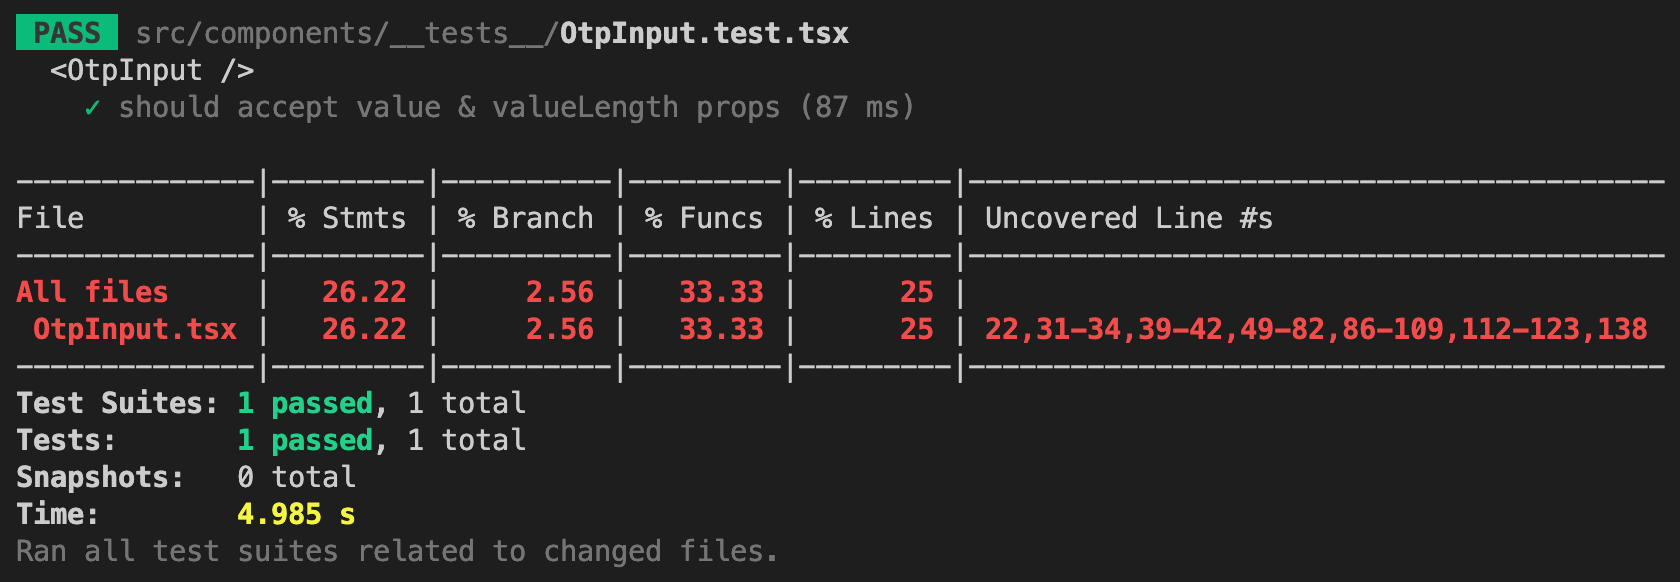 PASS src/components/__tests__/OtpInput.test.tsx
<OtpInput />
✓ should accept value & valueLength props (87 ms)
--------------|---------|----------|---------|---------|-----------------------------------------
File          | % Stmts | % Branch | % Funcs | % Lines | Uncovered Line #s
--------------|---------|----------|---------|---------|-----------------------------------------
All files     |   26.22 |     2.56 |   33.33 |      25 |
 OtpInput.tsx |   26.22 |     2.56 |   33.33 |      25 | 22,31-34,39-42,49-82,86-109,112-123,138
--------------|---------|----------|---------|---------|-----------------------------------------
Test Suites: 1 passed, 1 total
Tests:       1 passed, 1 total
Snapshots:   0 total
Time:        4.985 s
Ran all test suites related to changed files.